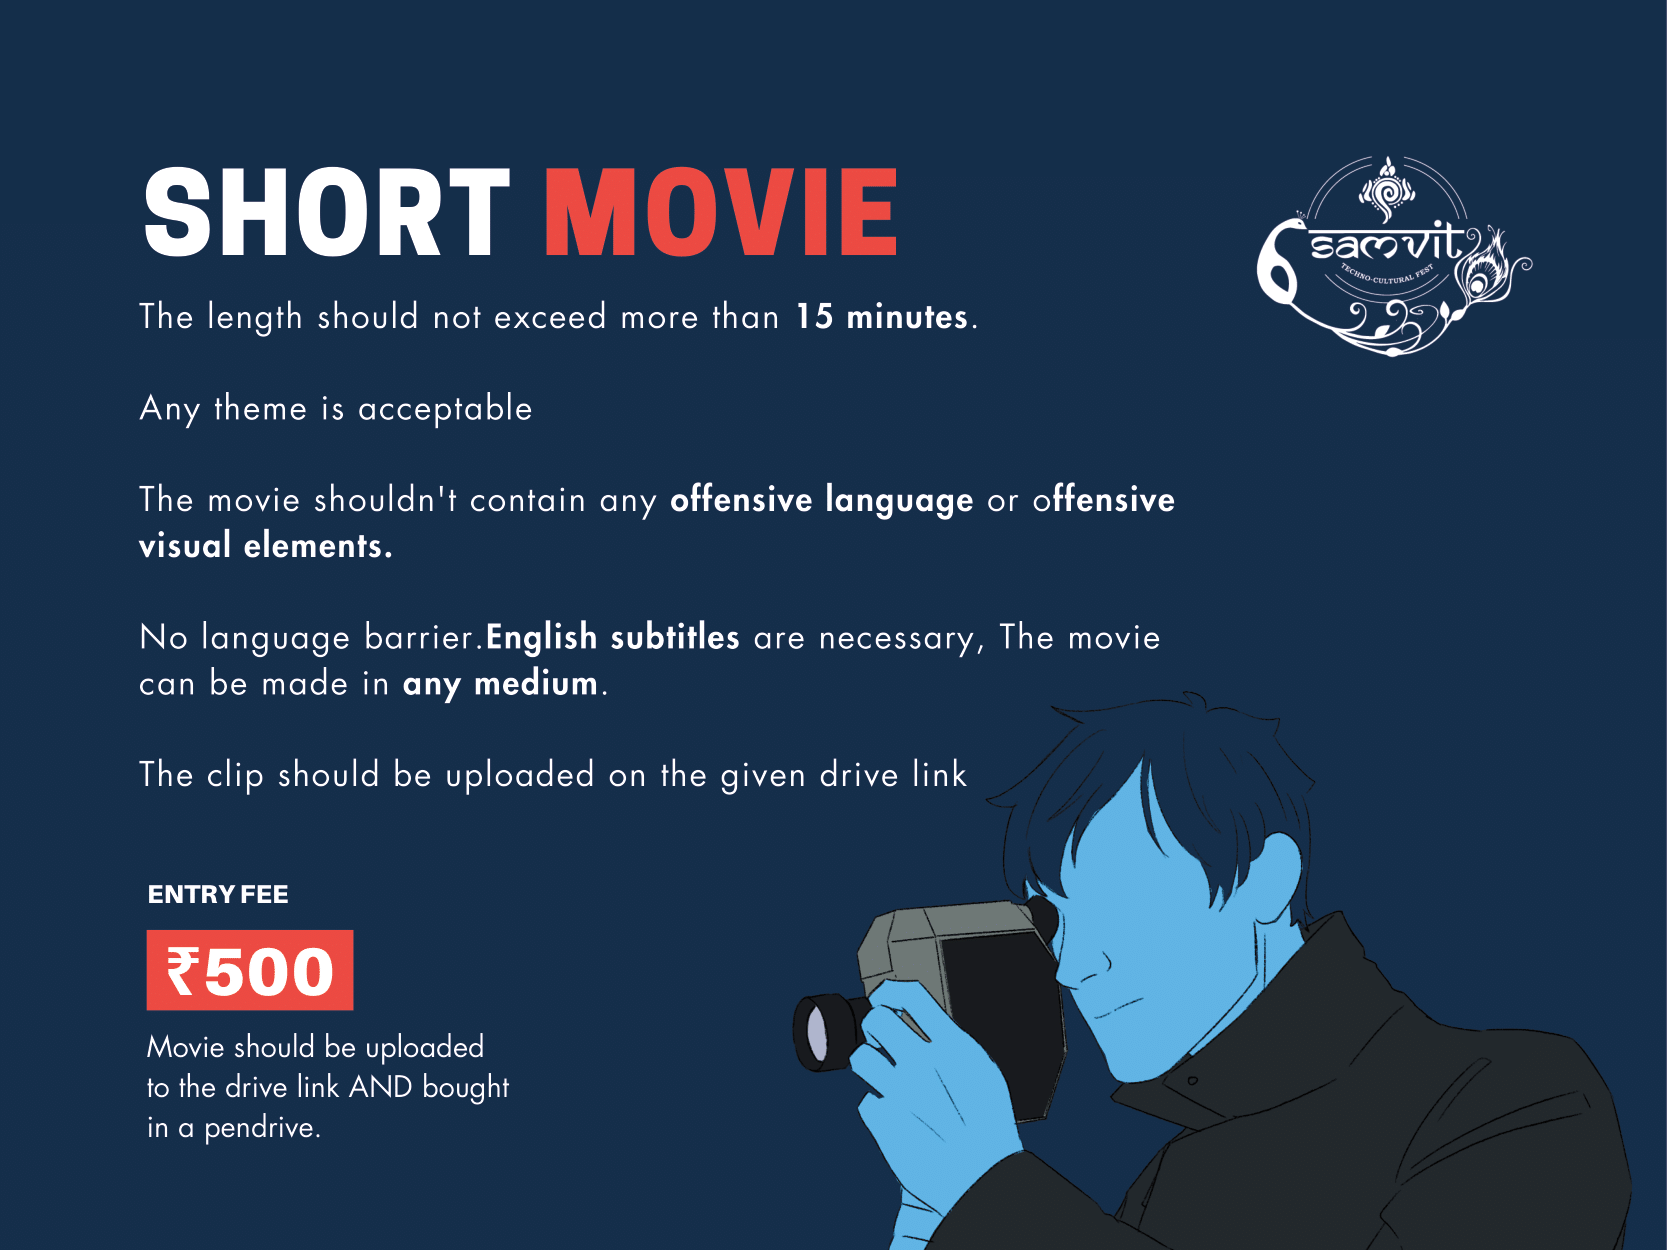 SHORT MOVIE
samvit
TECHNO-CULTURAL FEST
The length should not exceed more than 15 minutes.
Any theme is acceptable
The movie shouldn't contain any offensive language or offensive
visual elements.
No language barrier.English subtitles are necessary, The movie
can be made in any medium.
The clip should be uploaded on the given drive link
ENTRY FEE
₹500
Movie should be uploaded
to the drive link AND bought
in a pendrive.